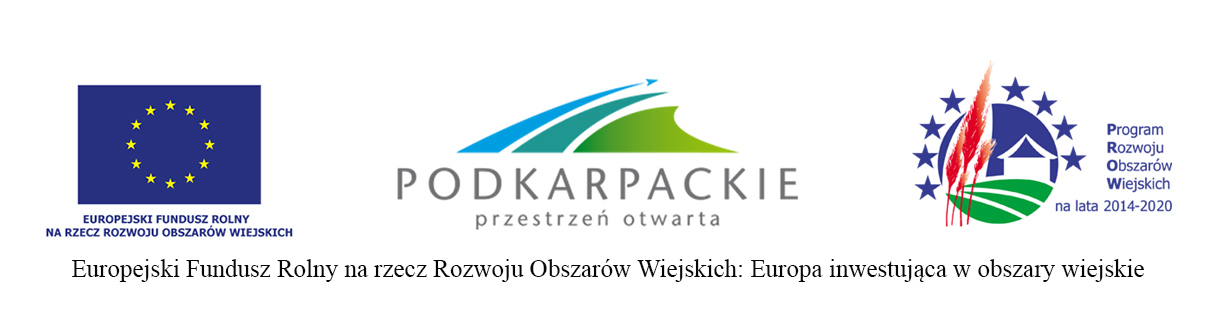 EUROPEJSKI FUNDUSZ ROLNY
NA RZECZ ROZWOJU OBSZARÓW WIEJSKICH
PODKARPACKIE
przestrzeń otwarta
Program
Rozwoju
Obszarów
Wiejskich
na lata 2014-2020
Europejski Fundusz Rolny na rzecz Rozwoju Obszarów Wiejskich: Europa inwestująca w obszary wiejskie